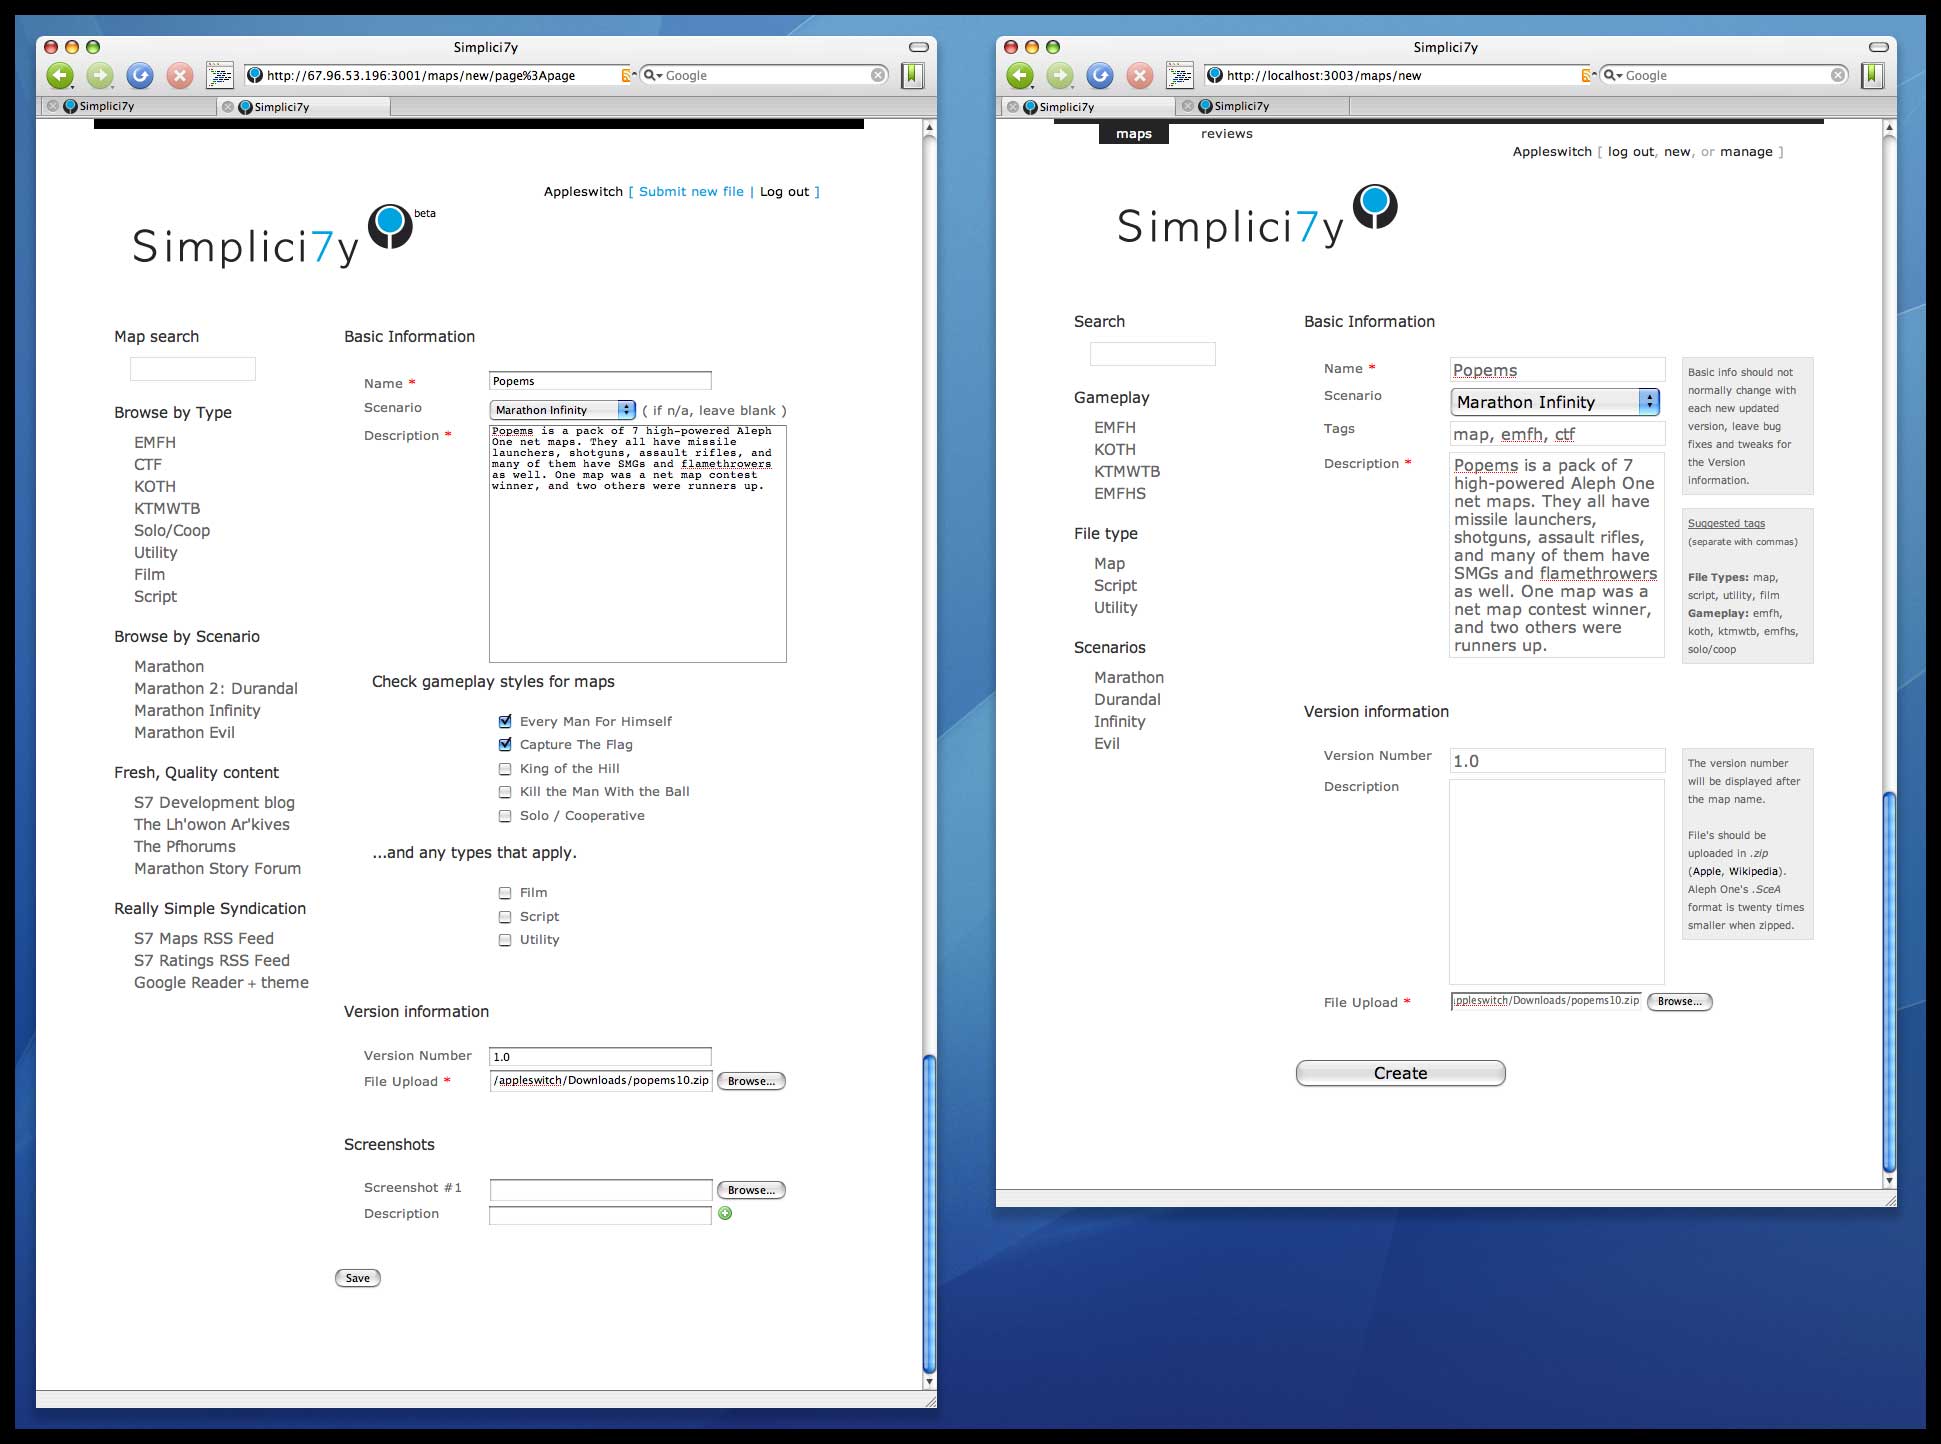 Simplici7y
http://67.96.53.196:3001/maps/new/page%3Apage
Google
Simplici7y
Simplici7y
Appleswitch [ Submit new file | Log out ]
Simplici7y beta
Map search
Browse by Type
EMFH
CTF
KOTH
KTMWTB
Solo/Coop
Utility
Film
Script
Browse by Scenario
Marathon
Marathon 2: Durandal
Marathon Infinity
Marathon Evil
Fresh, Quality content
S7 Development blog
The Lh'owon Ar'kives
The Pfhorums
Marathon Story Forum
Really Simple Syndication
S7 Maps RSS Feed
S7 Ratings RSS Feed
Google Reader + theme
Basic Information
Name * Popems
Scenario Marathon Infinity ( if n/a, leave blank )
Description *
Popems is a pack of 7 high-powered Aleph
One net maps. They all have missile
launchers, shotguns, assault rifles, and
many of them have SMGs and flamethrowers
as well. One map was a net map contest
winner, and two others were runners up.
Check gameplay styles for maps
Every Man For Himself
Capture The Flag
King of the Hill
Kill the Man With the Ball
Solo / Cooperative
...and any types that apply.
Film
Script
Utility
Version information
Version Number 1.0
File Upload * /appleswitch/Downloads/popems10.zip Browse...
Screenshots
Screenshot #1 Browse...
Description
Save
Simplici7y
http://localhost:3003/maps/new
Google
Simplici7y
Simplici7y
maps reviews
Appleswitch [ log out, new, or manage ]
Simplici7y
Search
Gameplay
EMFH
KOTH
KTMWTB
EMFHS
File type
Map
Script
Utility
Scenarios
Marathon
Durandal
Infinity
Evil
Basic Information
Name * Popems
Scenario Marathon Infinity
Tags map, emfh, ctf
Description *
Popems is a pack of 7
high-powered Aleph One
net maps. They all have
missile launchers,
shotguns, assault rifles,
and many of them have
SMGs and flamethrowers
as well. One map was a
net map contest winner,
and two others were
runners up.
Basic info should not
normally change with
each new updated
version, leave bug
fixes and tweaks for
the Version
information.
Suggested tags
(separate with commas)
File Types: map,
script, utility, film
Gameplay: emfh,
koth, ktmwtb, emfhs,
solo/coop
Version information
Version Number 1.0
Description
The version number
will be displayed after
the map name.
File's should be
uploaded in .zip
(Apple, Wikipedia).
Aleph One's .SceA
format is twenty times
smaller when zipped.
File Upload * appleswitch/Downloads/popems10.zip Browse...
Create